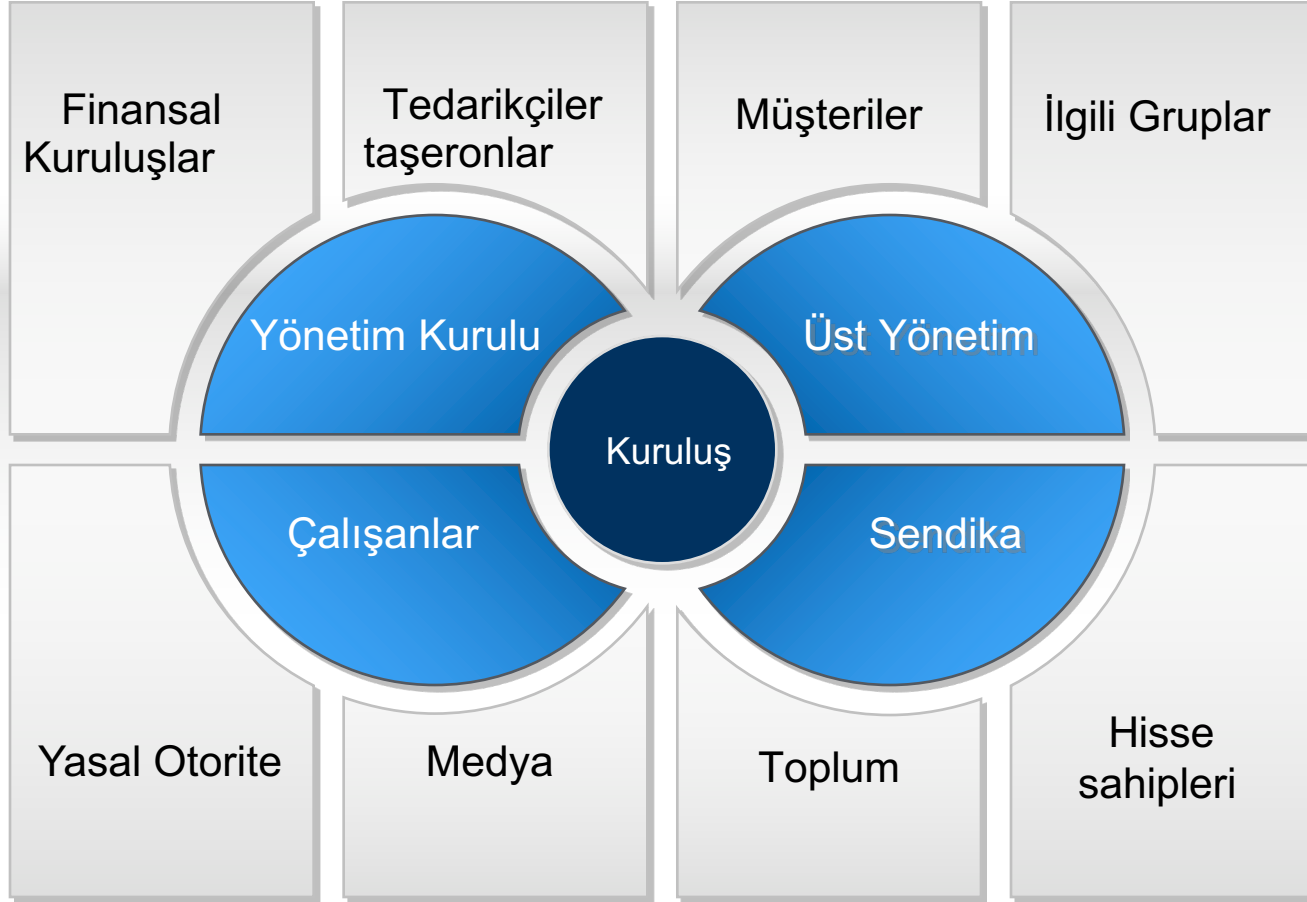 Finansal
Kuruluşlar
Tedarikçiler
taşeronlar
Müşteriler
İlgili Gruplar
Yönetim Kurulu
Üst Yönetim
Kuruluş
Çalışanlar
Sendika
Yasal Otorite
Medya
Toplum
Hisse
sahipleri